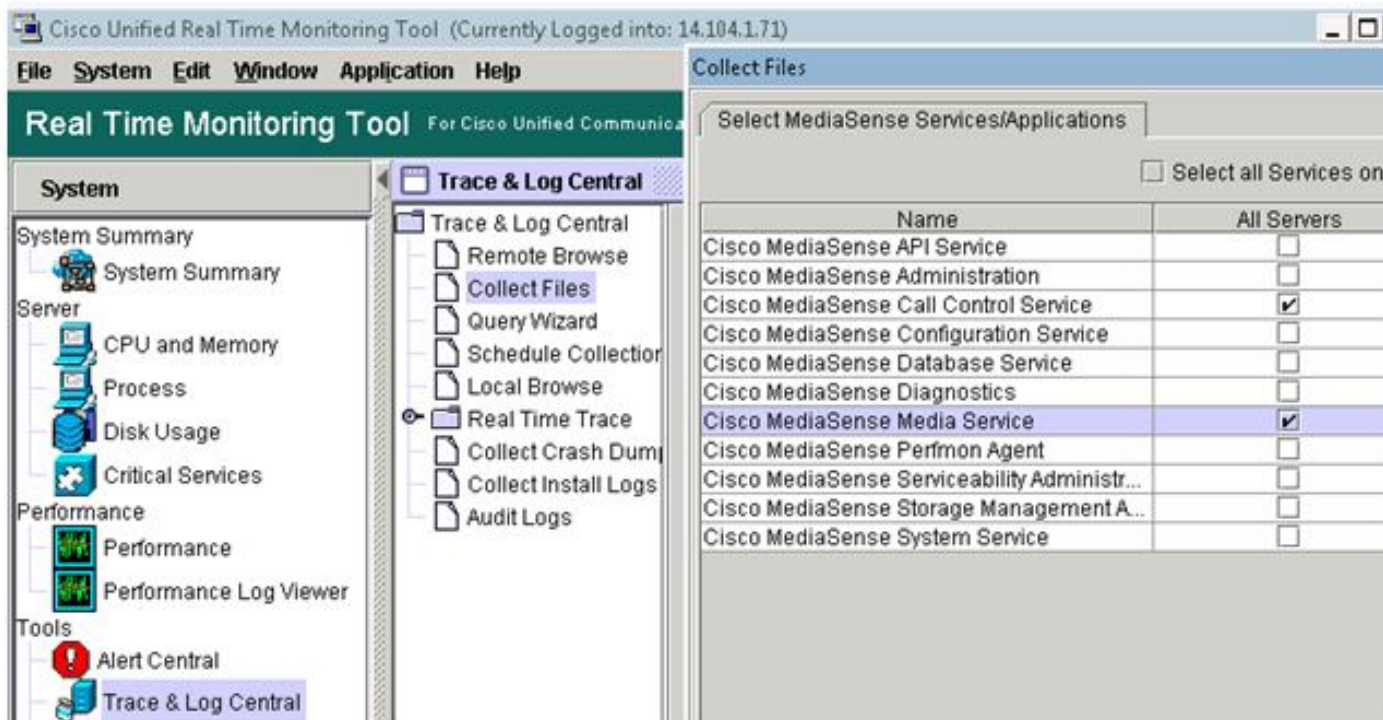 Cisco Unified Real Time Monitoring Tool (Currently Logged into: 14.104.1.71)
File System Edit Window Application Help
Real Time Monitoring Tool For Cisco Unified Communica
System
System Summary
System Summary
Server
CPU and Memory
Process
Disk Usage
Critical Services
Performance
Performance
Performance Log Viewer
Tools
Alert Central
Trace & Log Central
Trace & Log Central
Trace & Log Central
Remote Browse
Collect Files
Query Wizard
Schedule Collection
Local Browse
Real Time Trace
Collect Crash Dum
Collect Install Logs
Audit Logs
Collect Files
Select MediaSense Services/Applications
Select all Services on
Name All Servers
Cisco MediaSense API Service
Cisco MediaSense Administration
Cisco MediaSense Call Control Service
Cisco MediaSense Configuration Service
Cisco MediaSense Database Service
Cisco MediaSense Diagnostics
Cisco MediaSense Media Service
Cisco MediaSense Perfmon Agent
Cisco MediaSense Serviceability Administr...
Cisco MediaSense Storage Management A...
Cisco MediaSense System Service